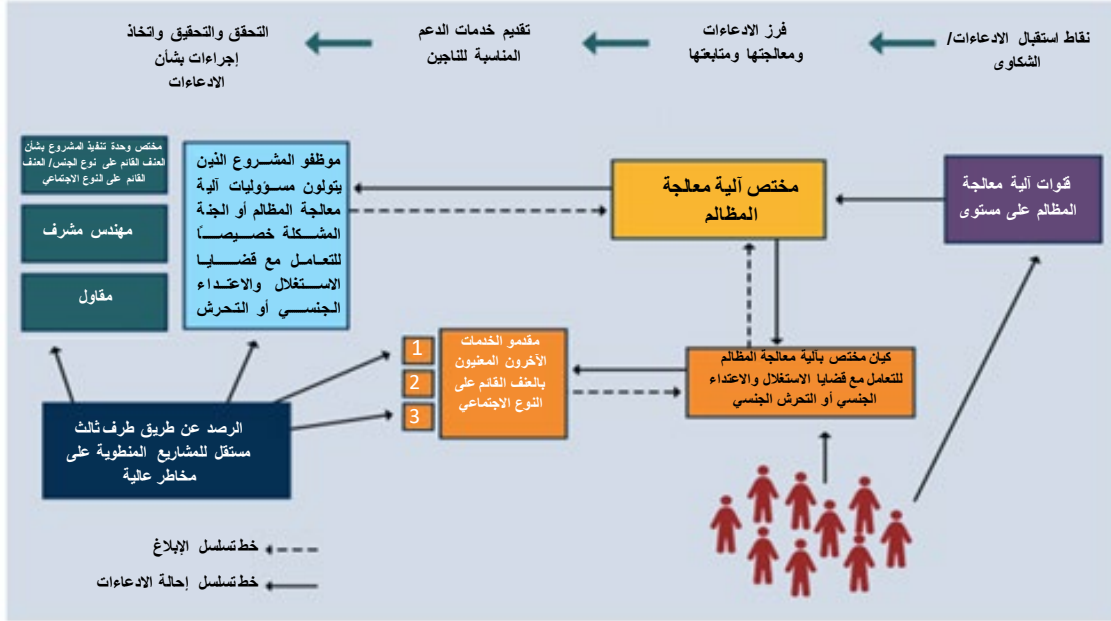 نقاط استقبال الادعاءات/
الشكاوى
فرز الادعاءات
ومعالجتها ومتابعتها
تقديم خدمات الدعم
المناسبة للناجين
التحقق والتحقيق واتخاذ
إجراءات بشأن
الادعاءات
قنوات آلية معالجة
المظالم على مستوى
مختص آلية معالجة
المظالم
موظفو المشروع الذين
يتولون مسؤوليات آلية
معالجة المظالم أو الجنة
المشكلة خصيصًا
للتعامل مع قضايا
الاستغلال والاعتداء
الجنسي أو التحرش
مختص وحدة تنفيذ المشروع بشأن
العنف القائم على نوع الجنس/ العنف
القائم على النوع الاجتماعي
مهندس مشرف
مقاول
كيان مختص بآلية معالجة المظالم
للتعامل مع قضايا الاستغلال والاعتداء
الجنسي أو التحرش الجنسي
مقدمو الخدمات
الآخرون المعنيون
بالعنف القائم على
النوع الاجتماعي
1
2
3
الرصد عن طريق طرف ثالث
مستقل للمشاريع المنطوية على
مخاطر عالية
خط تسلسل الإبلاغ
خط تسلسل إحالة الادعاءات